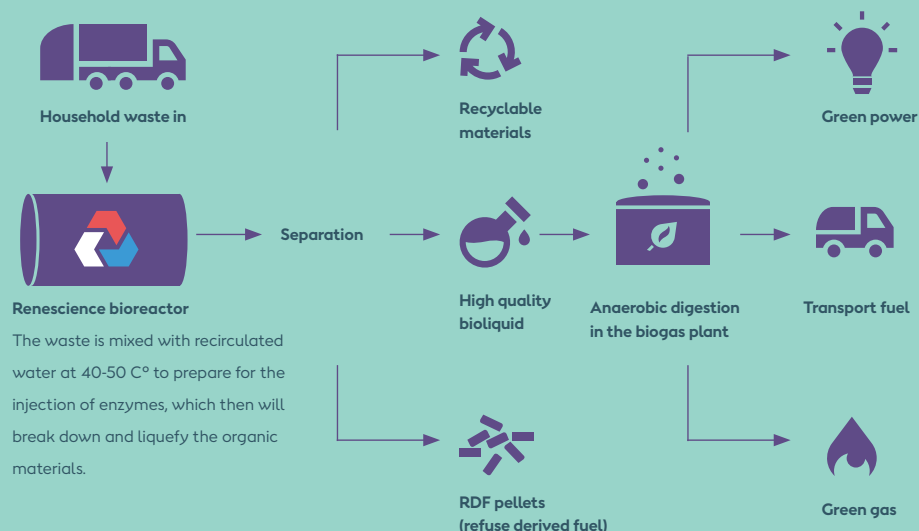 Household waste in
Recyclable
materials
Green power
Separation
Renescience bioreactor
The waste is mixed with recirculated
water at 40-50 Cº to prepare for the
injection of enzymes, which then will
break down and liquefy the organic
materials.
High quality
bioliquid
Anaerobic digestion
in the biogas plant
Transport fuel
RDF pellets
(refuse derived fuel)
Green gas